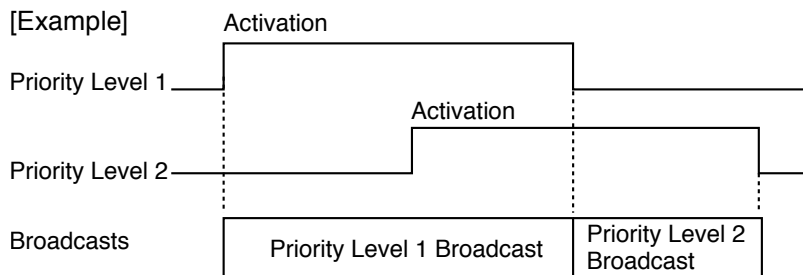 [Example]
Activation
Priority Level 1
Activation
Priority Level 2
Broadcasts
Priority Level 1 Broadcast
Priority Level 2
Broadcast